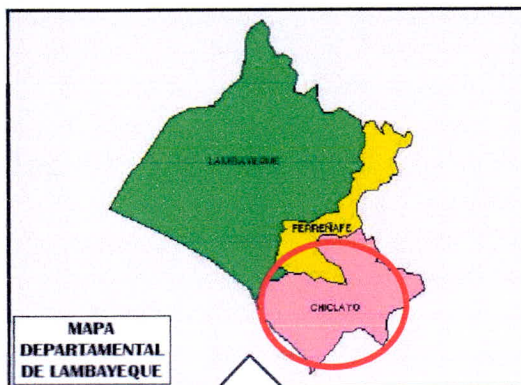 LAMBAYEQUE
FERREÑAFE
CHICLAYO
MAPA
DEPARTAMENTAL
DE LAMBAYEQUE